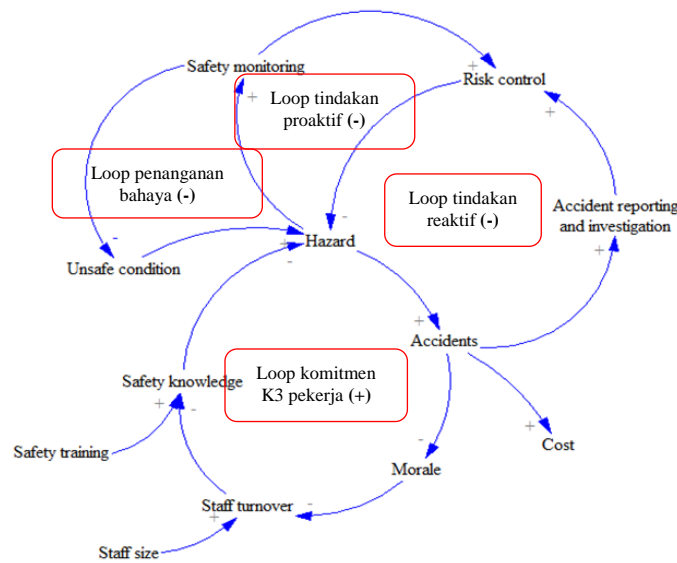 Safety monitoring
+
Risk control
+
Loop tindakan
proaktif (-)
+
Loop penanganan
bahaya (-)
Loop tindakan
reaktif (-)
Accident reporting
and investigation
+
-
-
Hazard
+
-
Unsafe condition
+
Accidents
Loop komitmen
K3 pekerja (+)
Safety knowledge
+
-
-
+
Cost
Safety training
Morale
Staff turnover
-
+
Staff size